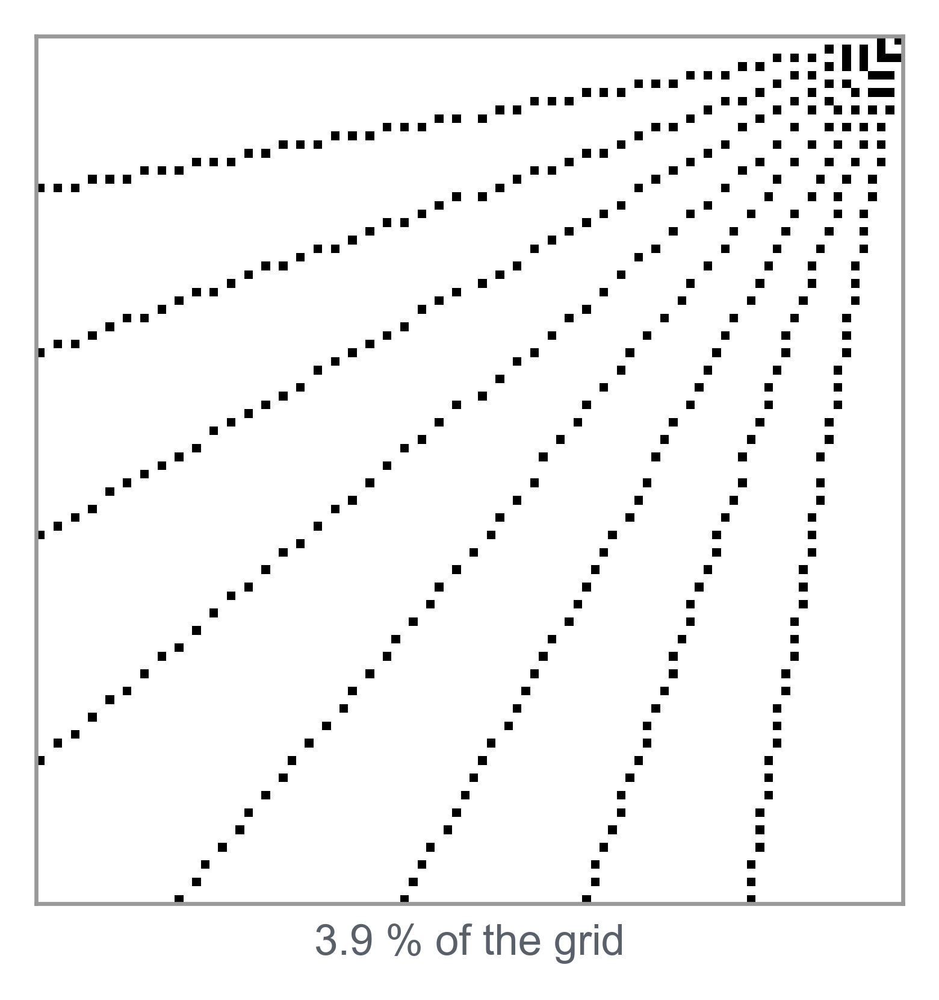 3.9 % of the grid